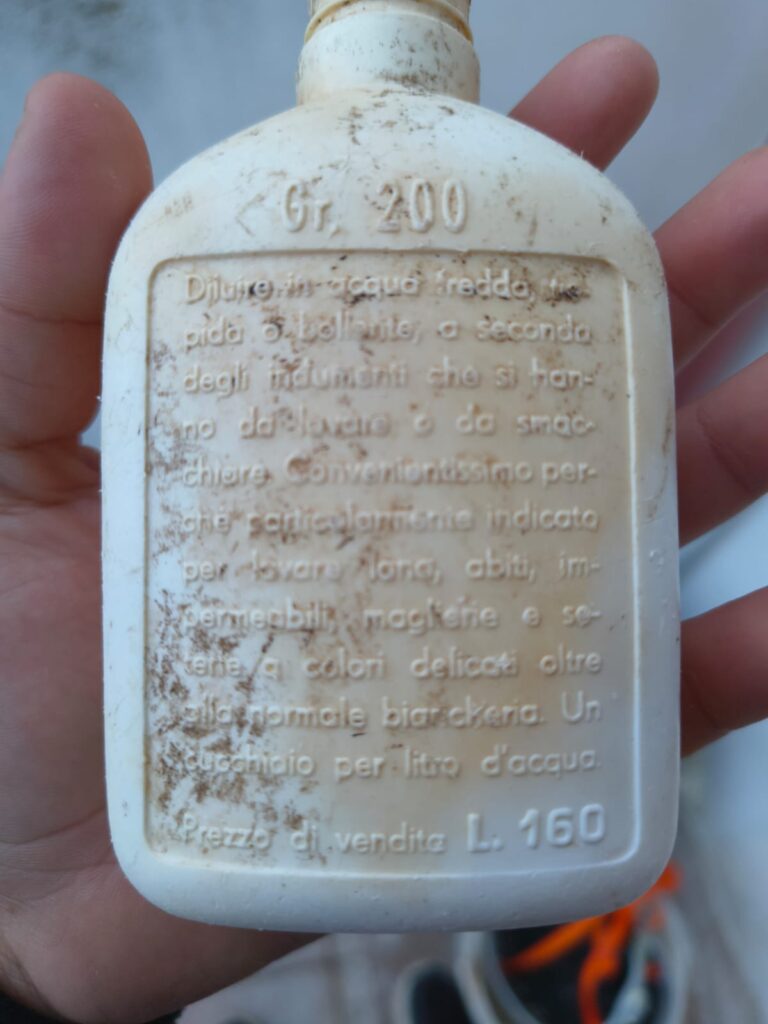 Gr. 200
Diluire in acqua fredda, tie-
pida o bollente, a seconda
degli indumenti che si han-
no da lavare o da smac-
chiare. Convenientissimo per-
chè particolarmente indicato
per lavare lana, abiti, im-
permeabili, maglierie e se-
terie a colori delicati oltre
alla normale biancheria. Un
cucchiaio per litro d'acqua.
Prezzo di vendita L. 160